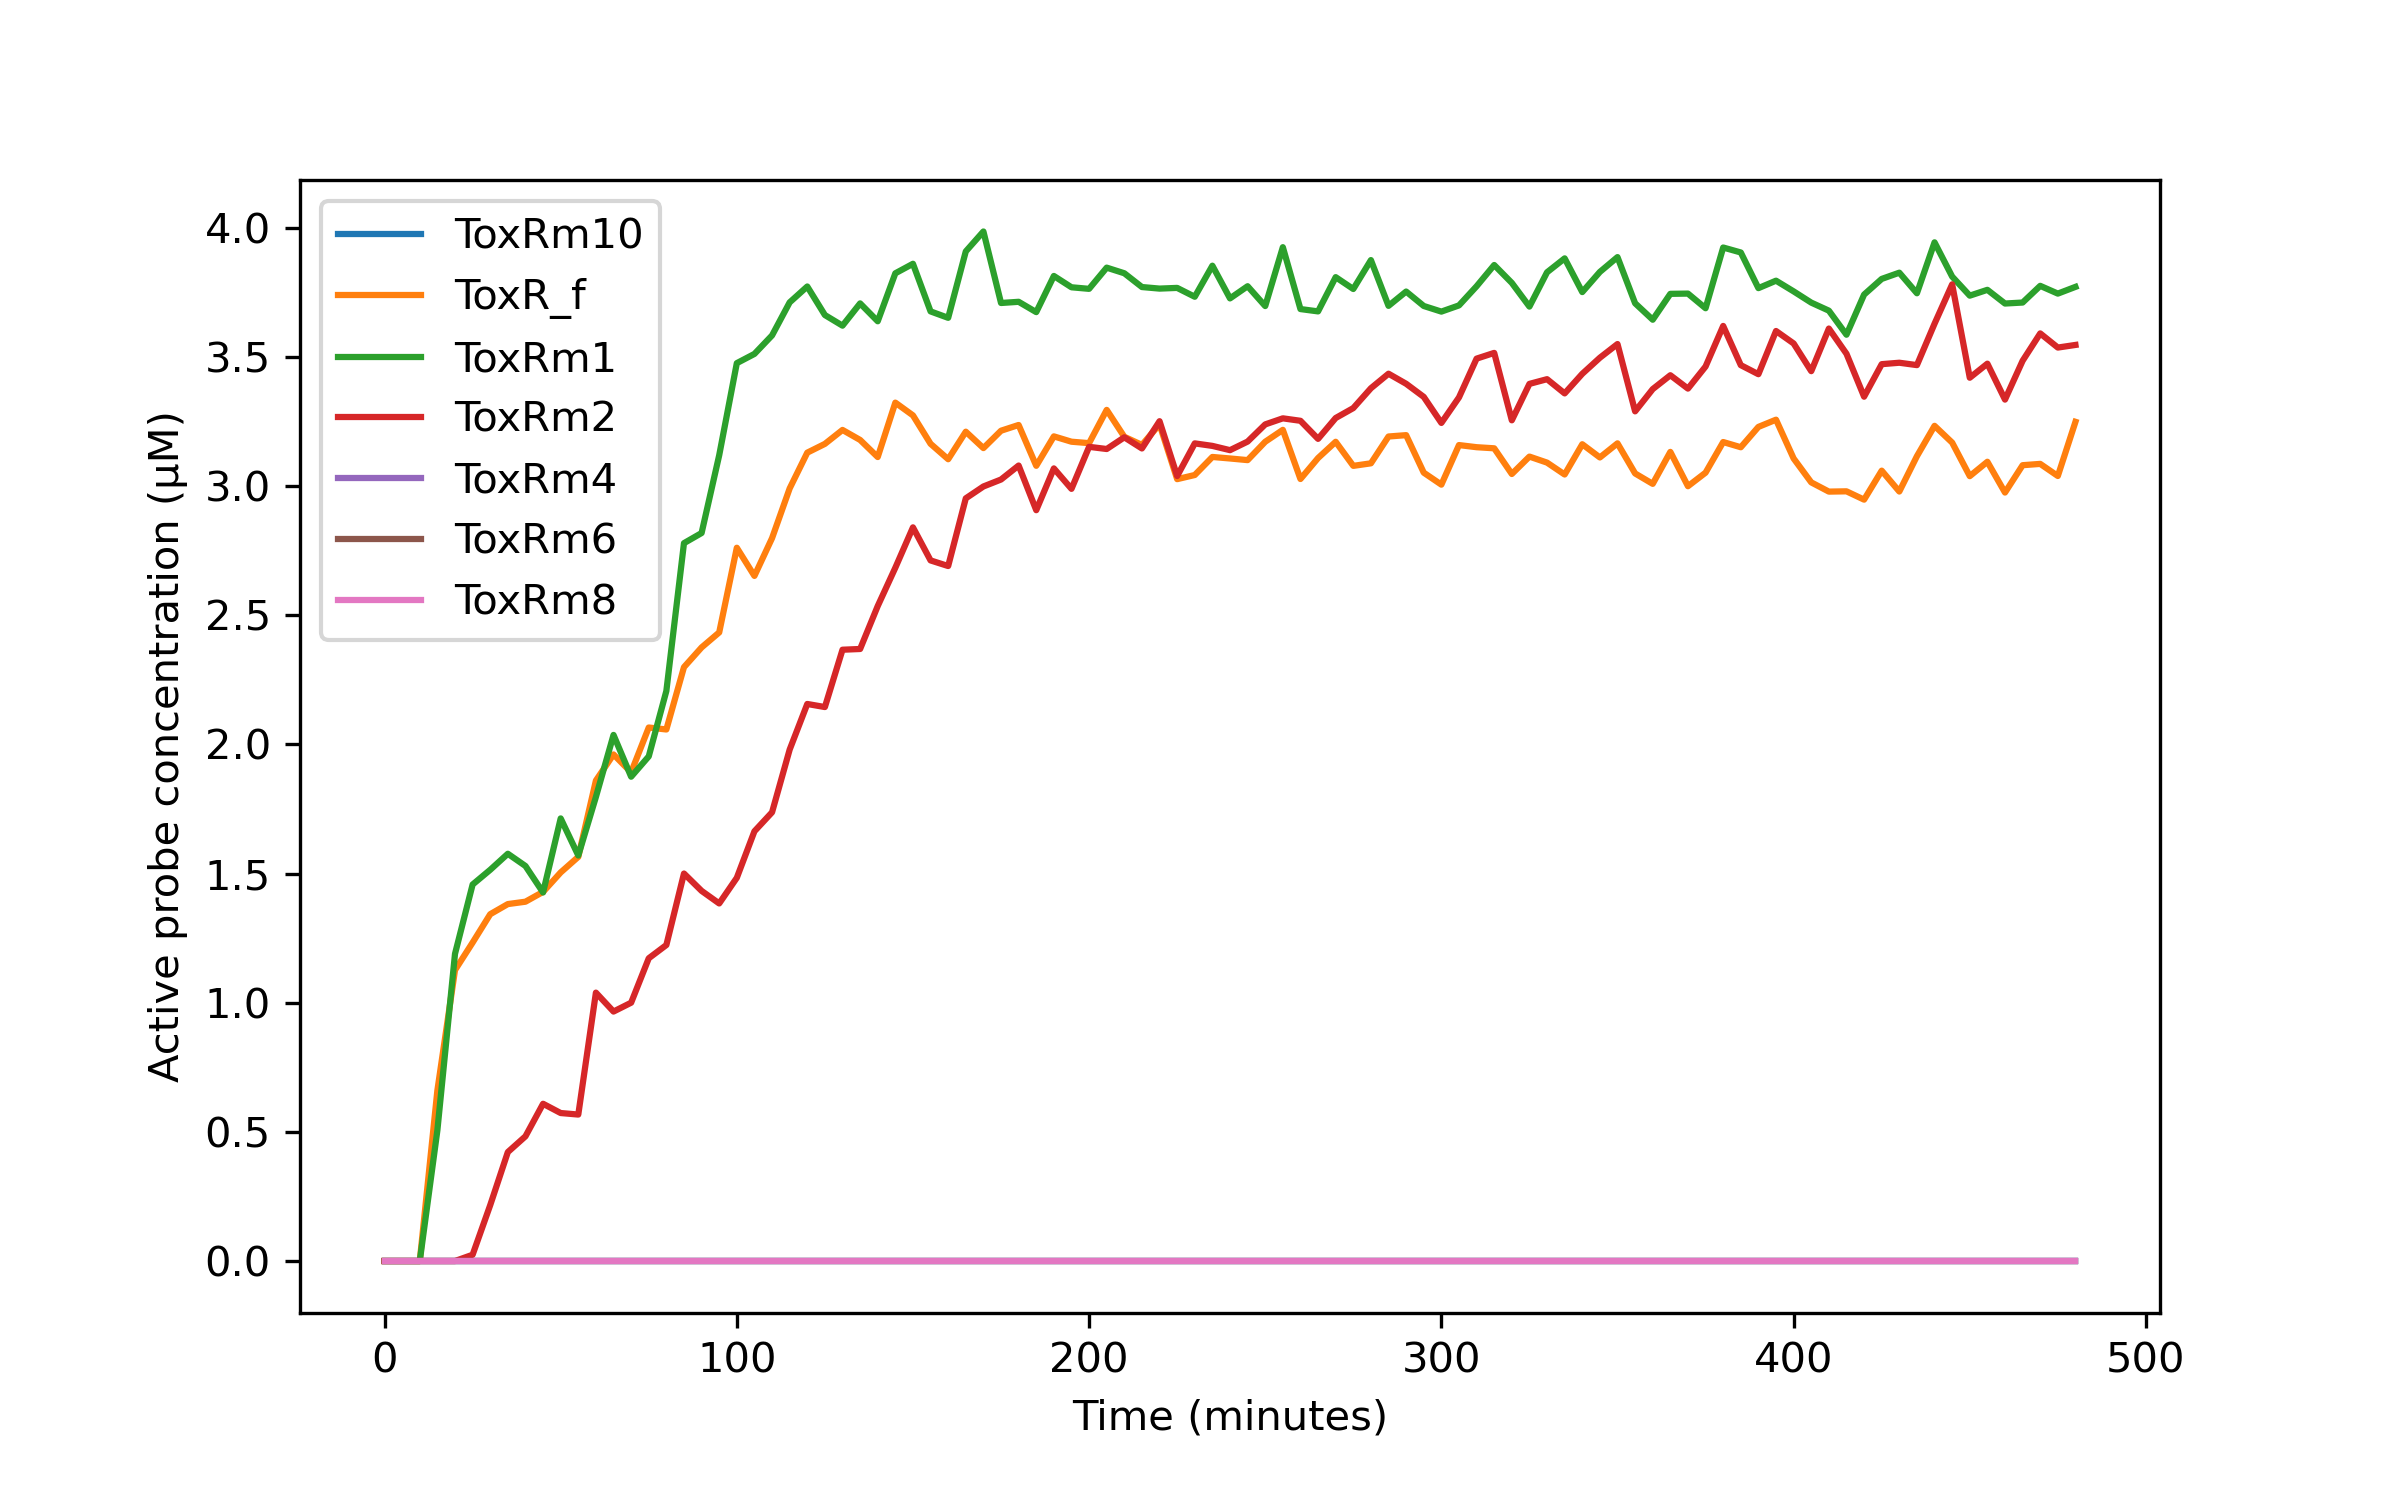 4.0
3.5
3.0
2.5
2.0
1.5
1.0
0.5
0.0
Active probe concentration (μM)
ToxRm10
ToxR_f
ToxRm1
ToxRm2
ToxRm4
ToxRm6
ToxRm8
0 100 200 300 400 500
Time (minutes)